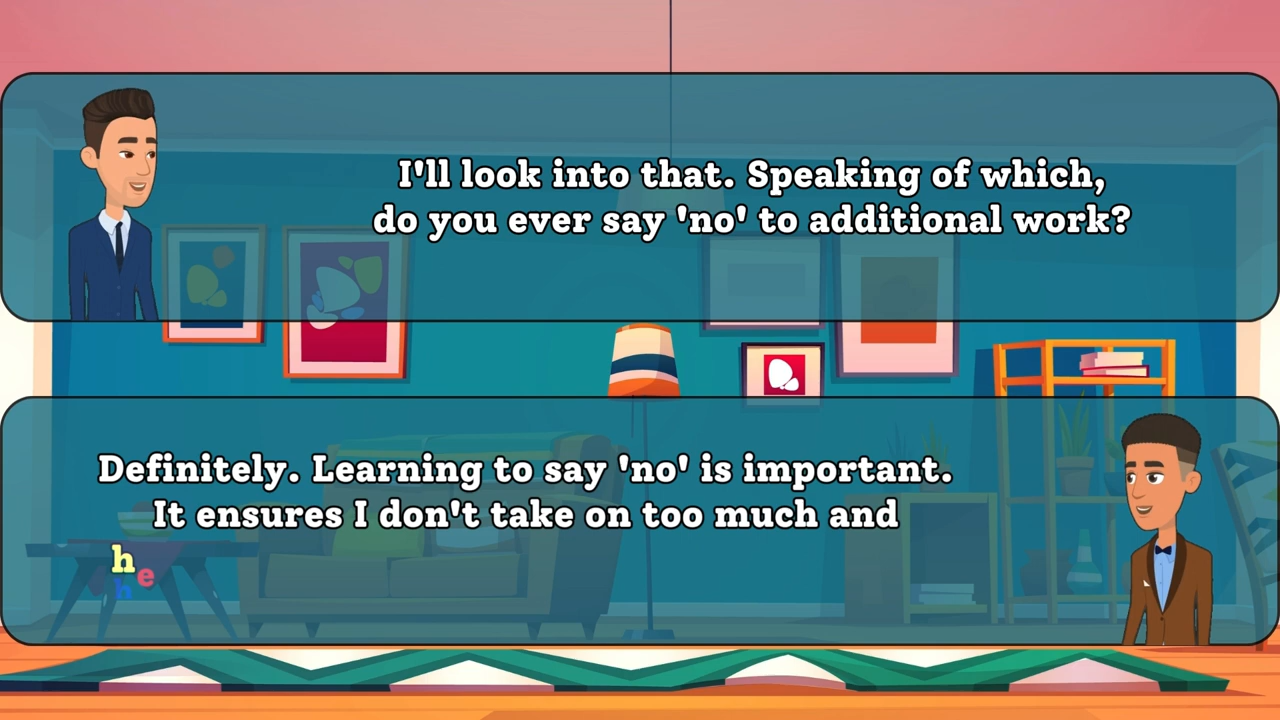 I'll look into that. Speaking of which,
do you ever say 'no' to additional work?
Definitely. Learning to say 'no' is important.
It ensures I don't take on too much and
he